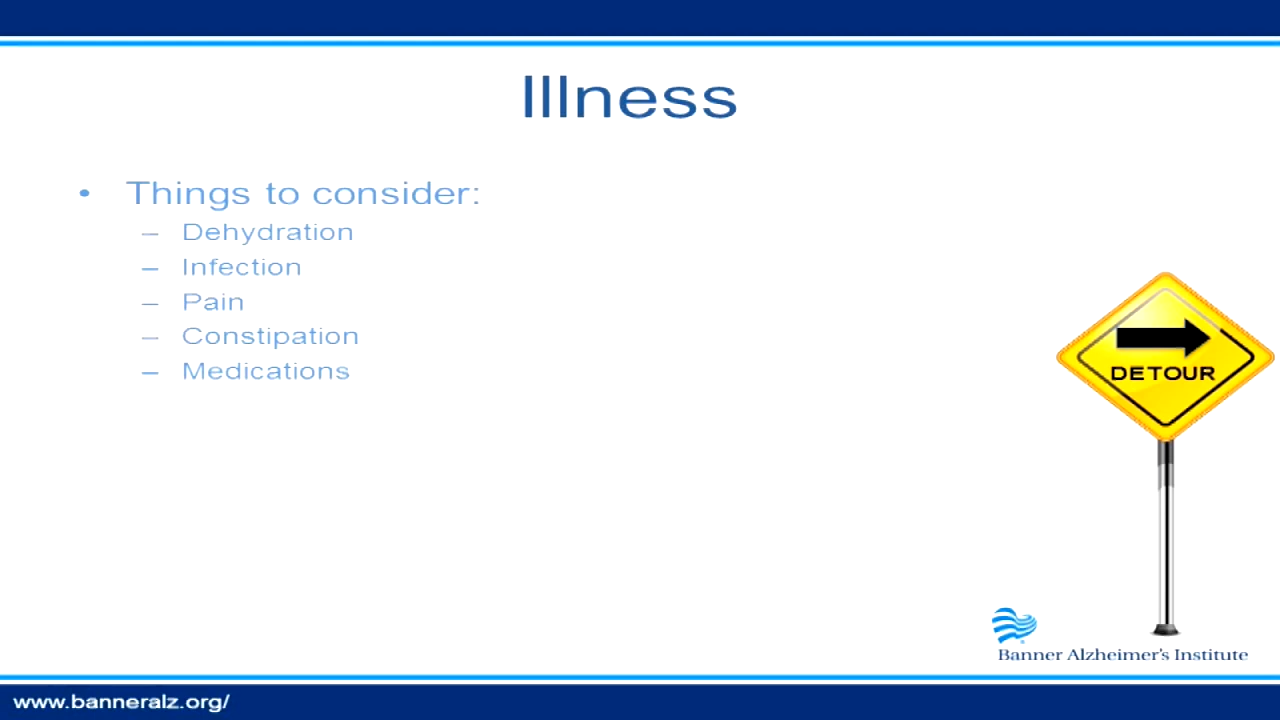 Illness
• Things to consider:
– Dehydration
– Infection
– Pain
– Constipation
– Medications
DETOUR
Banner Alzheimer's Institute
www.banneralz.org/